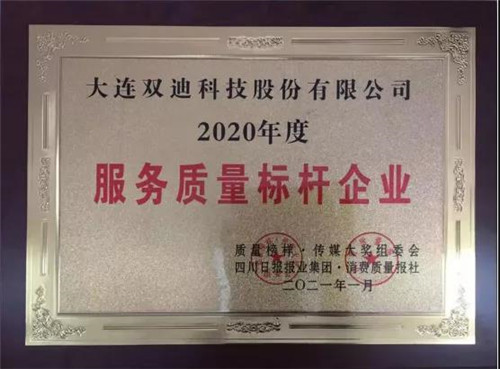 大连双迪科技股份有限公司
2020年度
服务质量标杆企业
质量榜样·传媒大奖组委会
四川日报报业集团·消费质量报社
二〇二一年一月